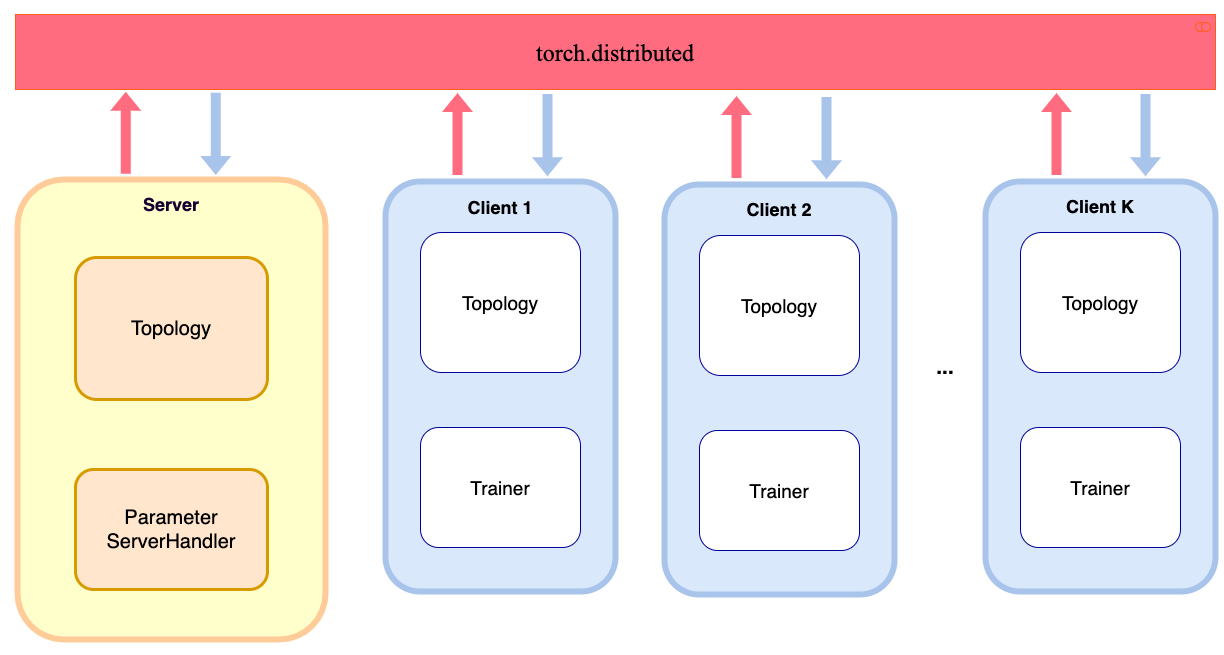 torch.distributed
Server
Topology
Parameter
ServerHandler
Client 1
Topology
Trainer
Client 2
Topology
Trainer
...
Client K
Topology
Trainer